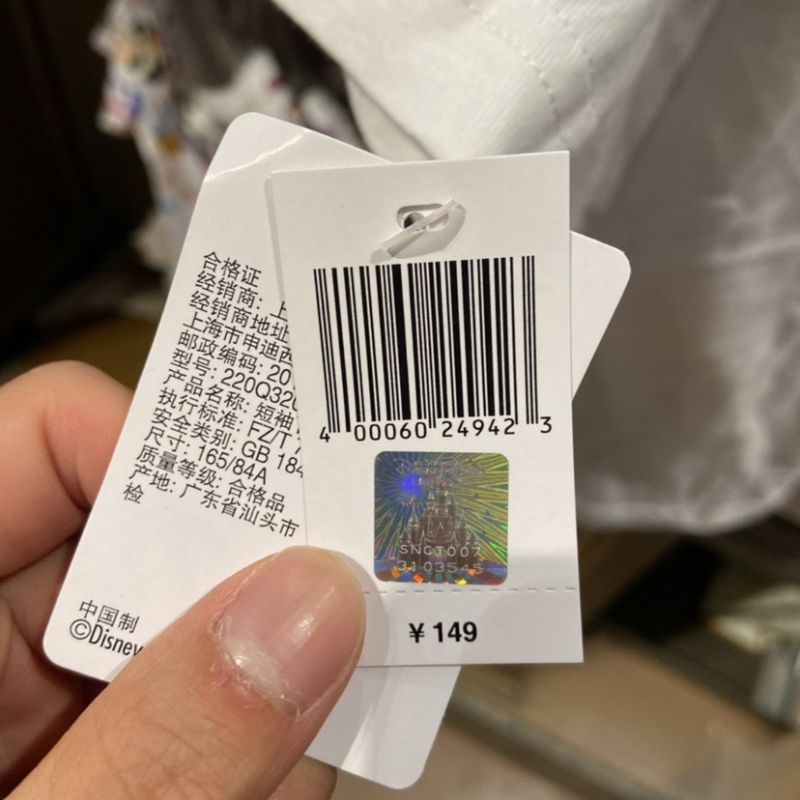 合格证
经销商: 上
经销商地址
上海市申迪西
邮政编码: 20
型号: 220Q320
产品名称: 短袖
执行标准: FZ/T
安全类别: GB 184
尺寸: 165/84A
质量等级: 合格品
产地: 广东省汕头市
检
中国制
©Disney
4 00060 24942 3
SNCT007
3103545
¥ 149